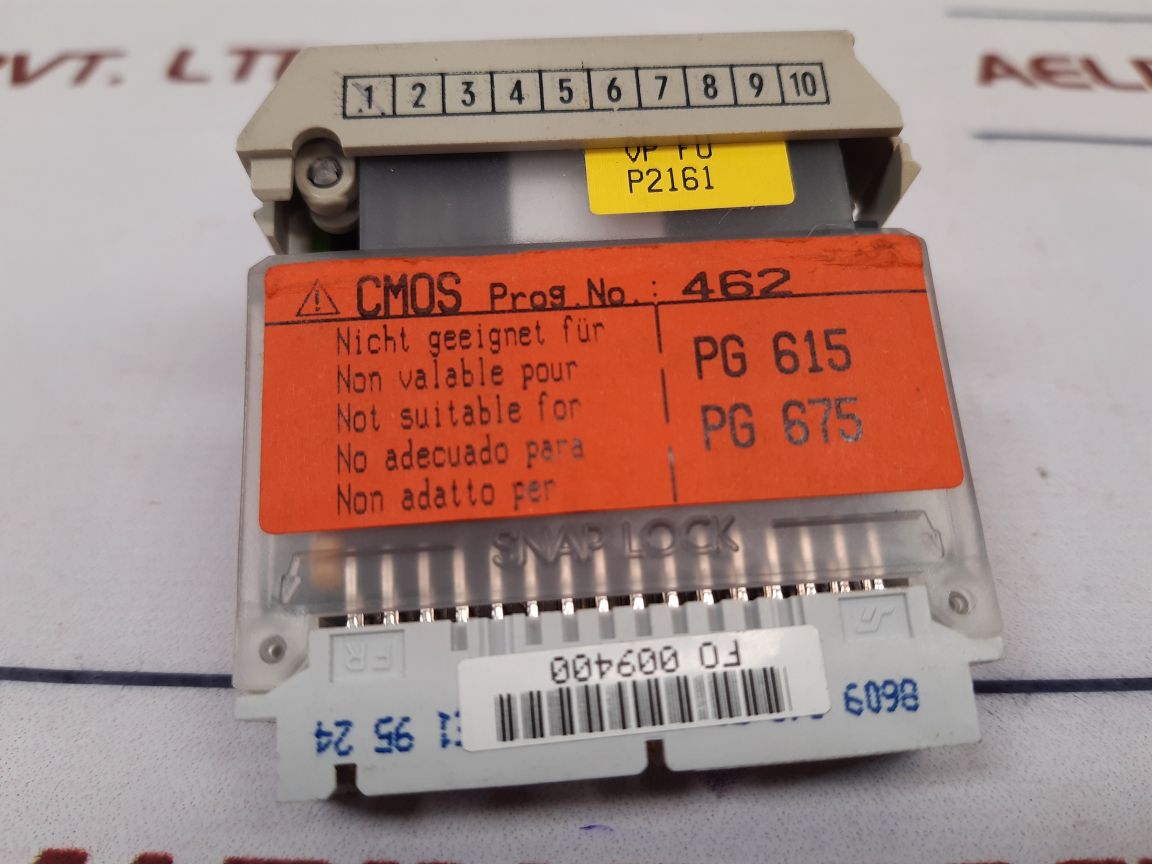 PVT. LT
AEL
1 2 3 4 5 6 7 8 9 10
VP FO
P2161
⚠ CMOS Prog.No.: 462
Nicht geeignet für
Non valable pour
Not suitable for
No adecuado para
Non adatto per
PG 615
PG 675
SNAP LOCK
FR
FO 009400
8609
95 24